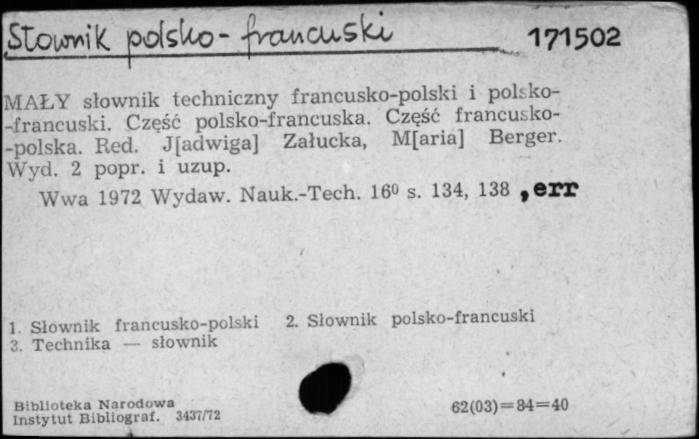 Słownik polsko-francuski 171502
MAŁY słownik techniczny francusko-polski i polsko-
-francuski. Część polsko-francuska. Część francusko-
-polska. Red. J[adwiga] Załucka, M[aria] Berger.
Wyd. 2 popr. i uzup.
Wwa 1972 Wydaw. Nauk.-Tech. 16⁰ s. 134, 138 ,err
1. Słownik francusko-polski 2. Słownik polsko-francuski
3. Technika — słownik
Biblioteka Narodowa
Instytut Bibliograf. 3437/72 62(03)=84=40